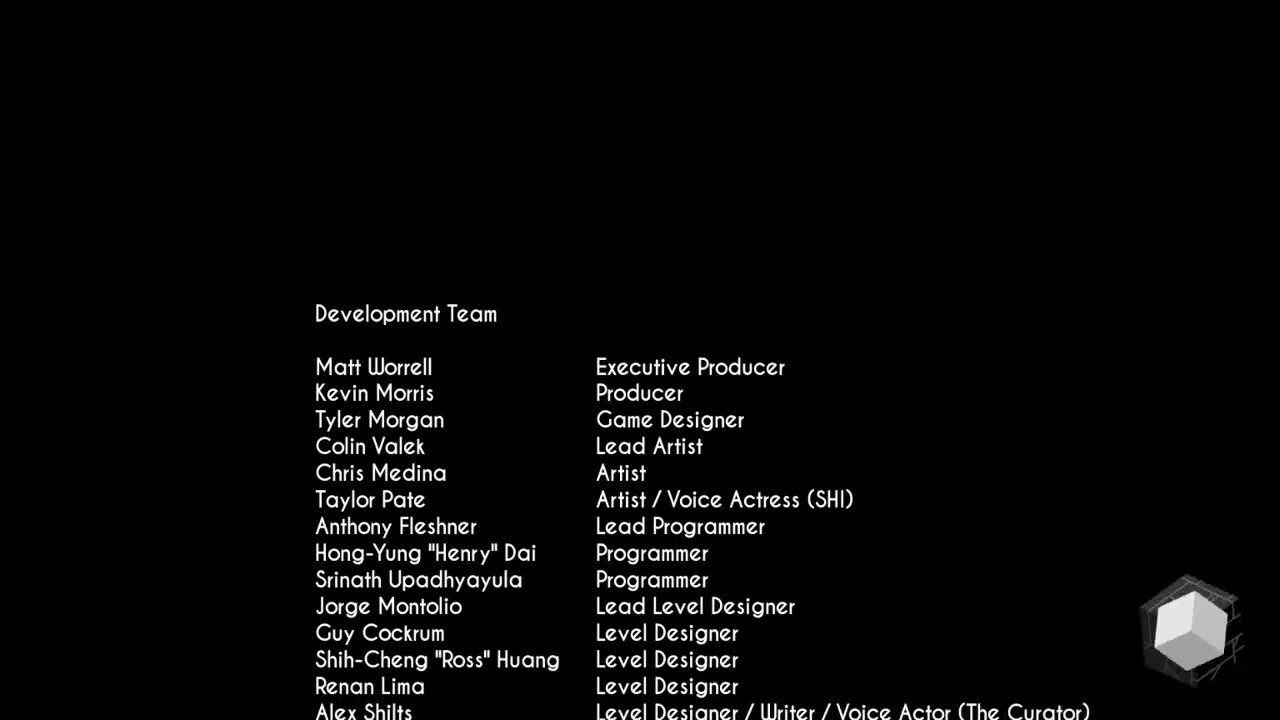 Development Team
Matt Worrell Executive Producer
Kevin Morris Producer
Tyler Morgan Game Designer
Colin Valek Lead Artist
Chris Medina Artist
Taylor Pate Artist / Voice Actress (SHI)
Anthony Fleshner Lead Programmer
Hong-Yung "Henry" Dai Programmer
Srinath Upadhyayula Programmer
Jorge Montolio Lead Level Designer
Guy Cockrum Level Designer
Shih-Cheng "Ross" Huang Level Designer
Renan Lima Level Designer
Alex Shilts Level Designer / Writer / Voice Actor (The Curator)